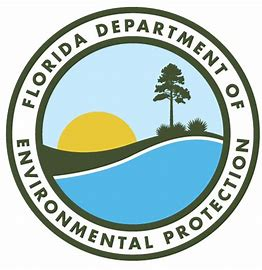 FLORIDA DEPARTMENT OF
ENVIRONMENTAL PROTECTION